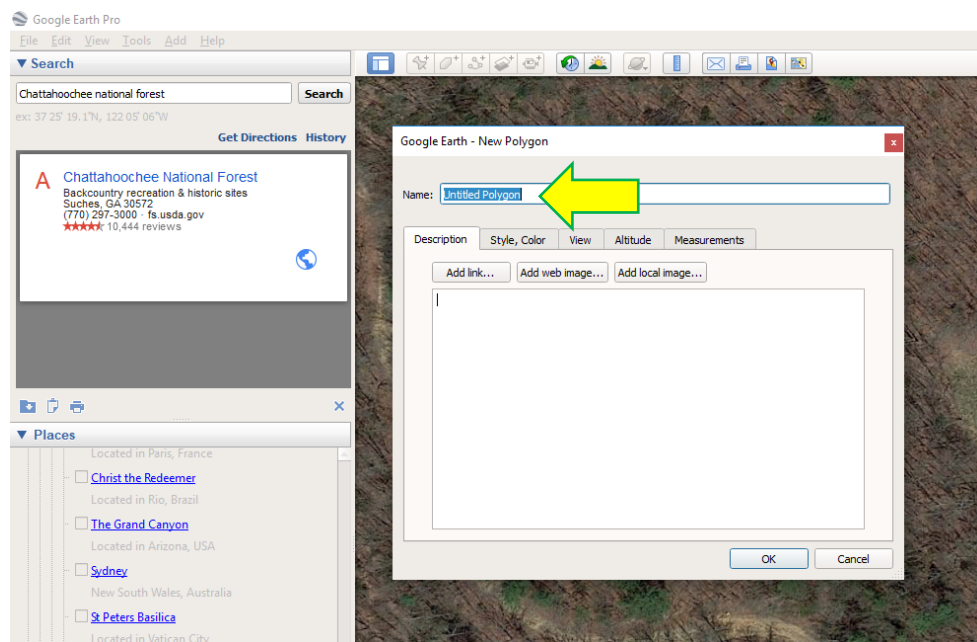 Google Earth Pro
File Edit View Tools Add Help
▼ Search
Chattahoochee national forest Search
ex: 37 25' 19.1"N, 122 05' 06"W
Get Directions History
A Chattahoochee National Forest
Backcountry recreation & historic sites
Suches, GA 30572
(770) 297-3000 · fs.usda.gov
10,444 reviews
▼ Places
Located in Paris, France
Christ the Redeemer
Located in Rio, Brazil
The Grand Canyon
Located in Arizona, USA
Sydney
New South Wales, Australia
St Peters Basilica
Located in Vatican City
Google Earth - New Polygon
Name: Untitled Polygon
Description Style, Color View Altitude Measurements
Add link... Add web image... Add local image...
OK Cancel